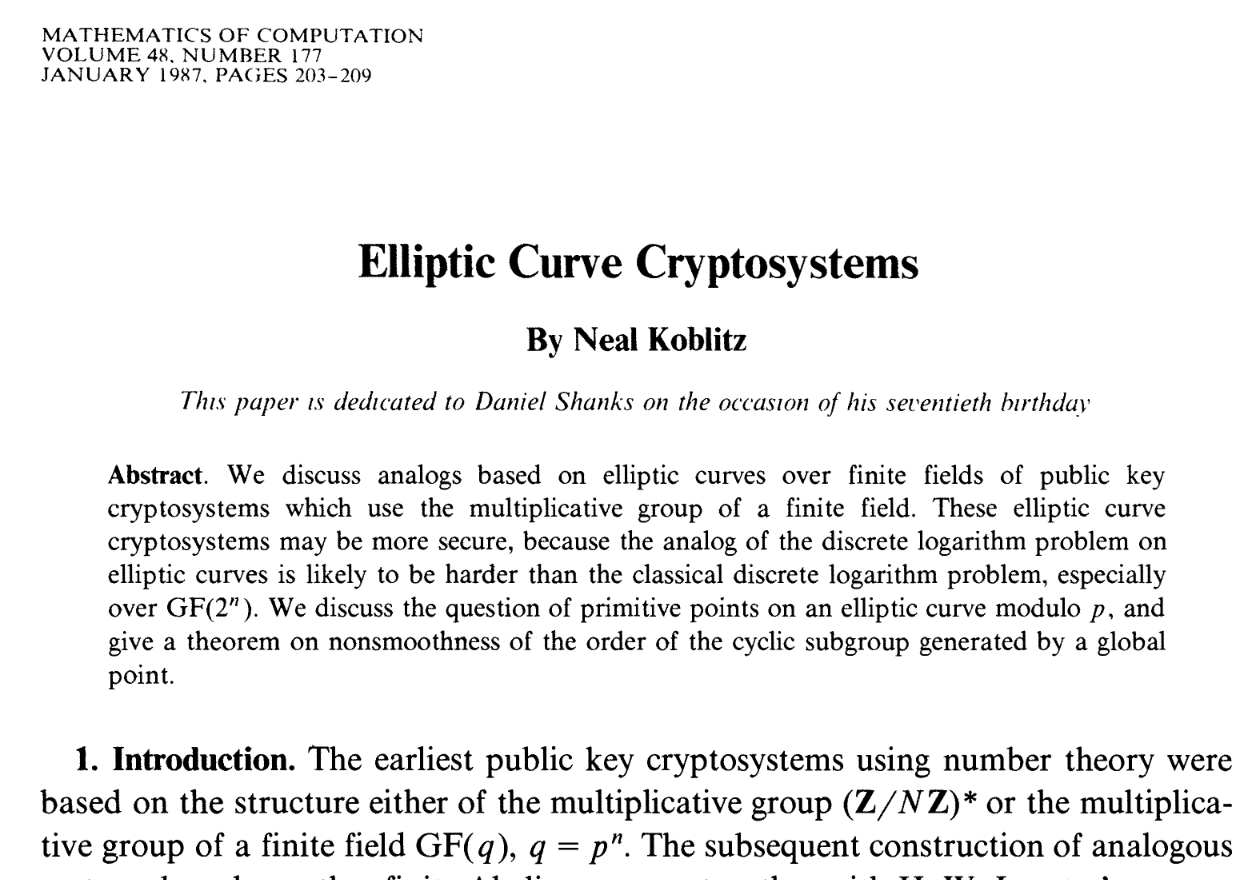 MATHEMATICS OF COMPUTATION
VOLUME 48, NUMBER 177
JANUARY 1987, PAGES 203–209
Elliptic Curve Cryptosystems
By Neal Koblitz
This paper is dedicated to Daniel Shanks on the occasion of his seventieth birthday
Abstract. We discuss analogs based on elliptic curves over finite fields of public key
cryptosystems which use the multiplicative group of a finite field. These elliptic curve
cryptosystems may be more secure, because the analog of the discrete logarithm problem on
elliptic curves is likely to be harder than the classical discrete logarithm problem, especially
over GF(2ⁿ). We discuss the question of primitive points on an elliptic curve modulo p, and
give a theorem on nonsmoothness of the order of the cyclic subgroup generated by a global
point.
1. Introduction. The earliest public key cryptosystems using number theory were
based on the structure either of the multiplicative group (Z/NZ)* or the multiplica-
tive group of a finite field GF(q), q = pⁿ. The subsequent construction of analogous